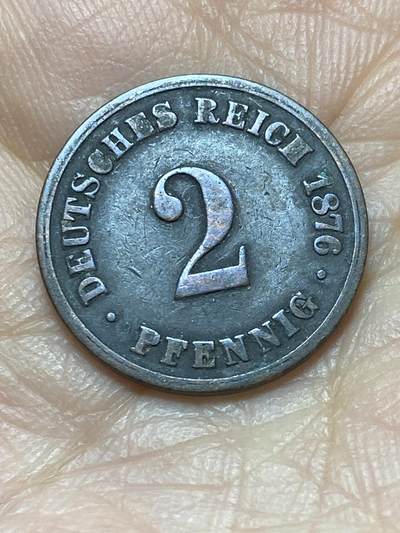 DEUTSCHES REICH 1876
2
· PFENNIG ·